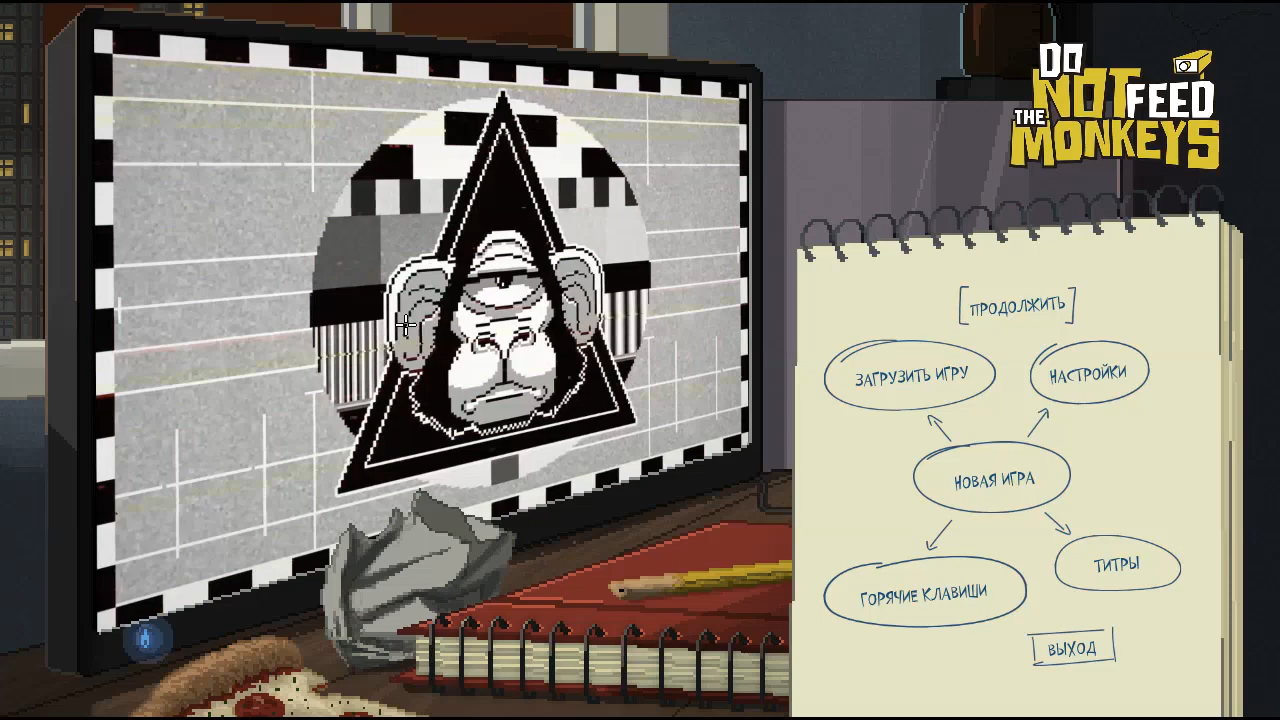 DO
NOT FEED
THE
MONKEYS
[ПРОДОЛЖИТЬ]
ЗАГРУЗИТЬ ИГРУ
НАСТРОЙКИ
НОВАЯ ИГРА
ТИТРЫ
ГОРЯЧИЕ КЛАВИШИ
ВЫХОД